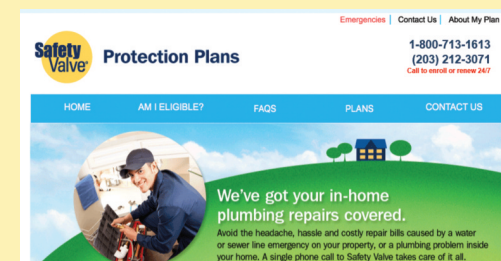 Emergencies | Contact Us | About My Plan
Safety
Valve®
Protection Plans
1-800-713-1613
(203) 212-3071
Call to enroll or renew 24/7
HOME AM I ELIGIBLE? FAQS PLANS CONTACT US
We've got your in-home
plumbing repairs covered.
Avoid the headache, hassle and costly repair bills caused by a water
or sewer line emergency on your property, or a plumbing problem inside
your home. A single phone call to Safety Valve takes care of it all.